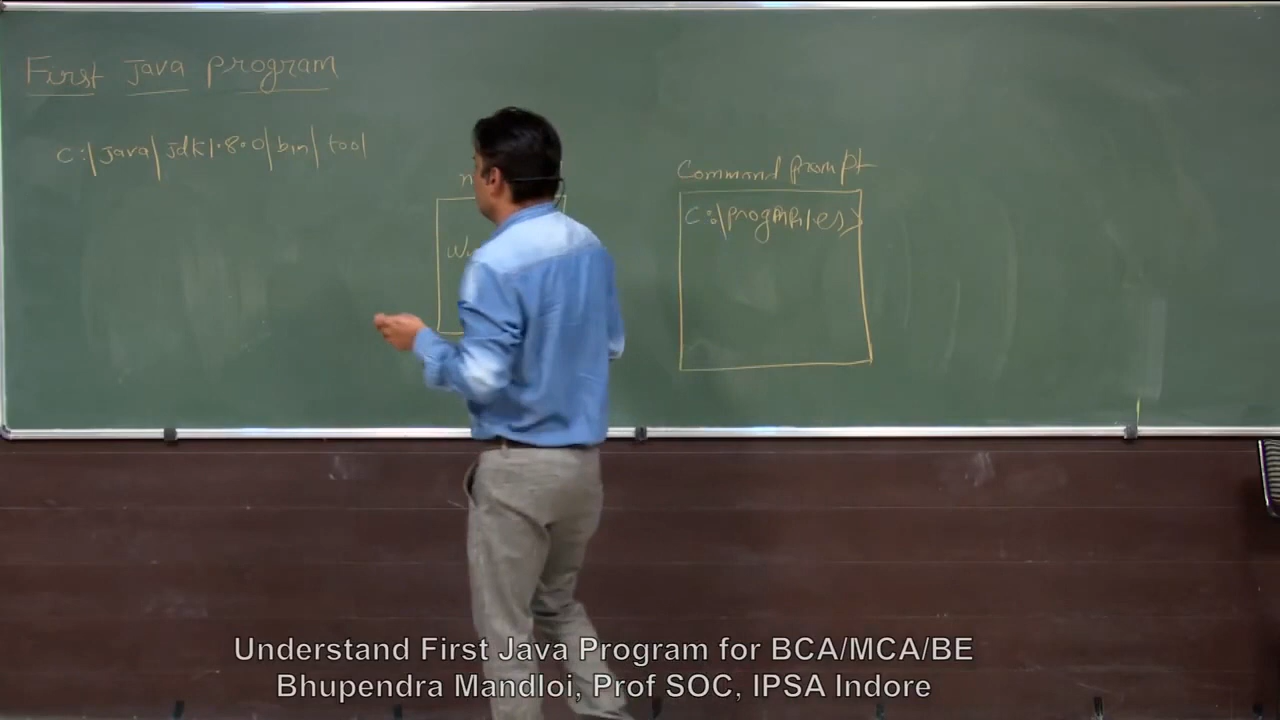 First Java program
C:\Java\Jdk1.8.0\bin\tool
Command prompt
C:\progmfiles>
Understand First Java Program for BCA/MCA/BE
Bhupendra Mandloi, Prof SOC, IPSA Indore